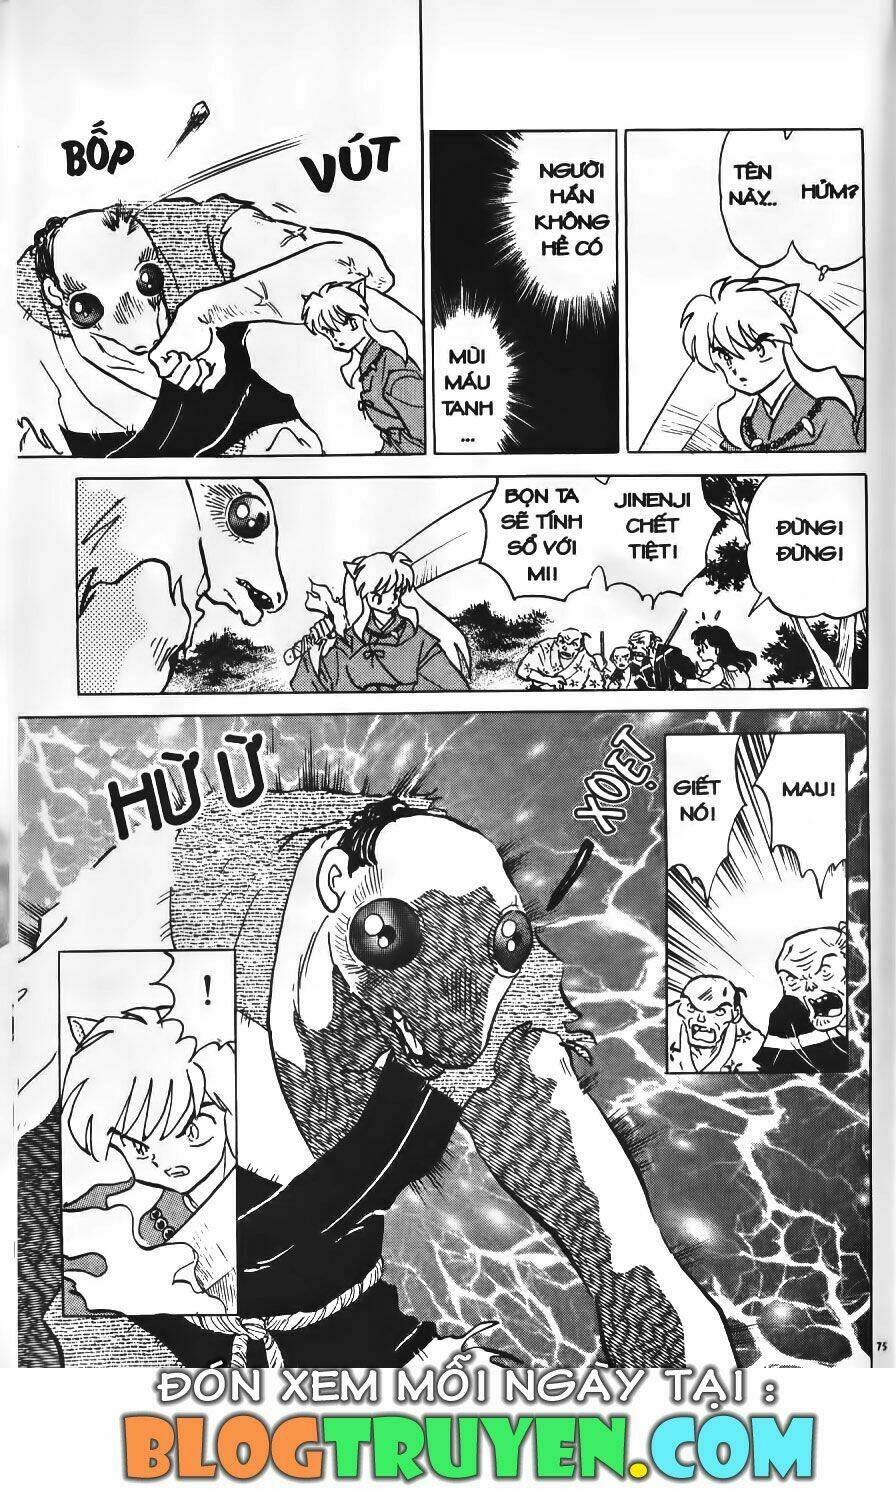 HỬM?
TÊN
NÀY...
NGƯỜI
HẮN
KHÔNG
HỀ CÓ
MÙI
MÁU
TANH
...
VÚT
BỐP
ĐỪNG!
ĐỪNG!
JINENJI
CHẾT
TIỆT!
BỌN TA
SẼ TÍNH
SỔ VỚI
MI!
MAU!
GIẾT
NÓ!
XOẸT
HỪ Ừ
!
75
ĐÓN XEM MỖI NGÀY TẠI :
BLOGTRUYEN.COM